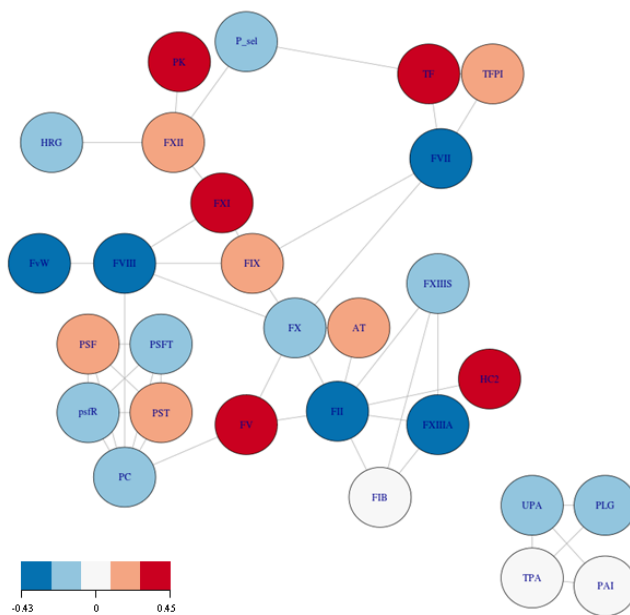 P_sel
PK
TF
TFPI
HRG
FXII
FVII
FXI
FvW
FVIII
FIX
FXIIIS
FX
AT
PSF
PSFT
HC2
psfR
PST
FV
FII
FXIIIA
PC
FIB
UPA
PLG
TPA
PAI
-0.43
0
0.45